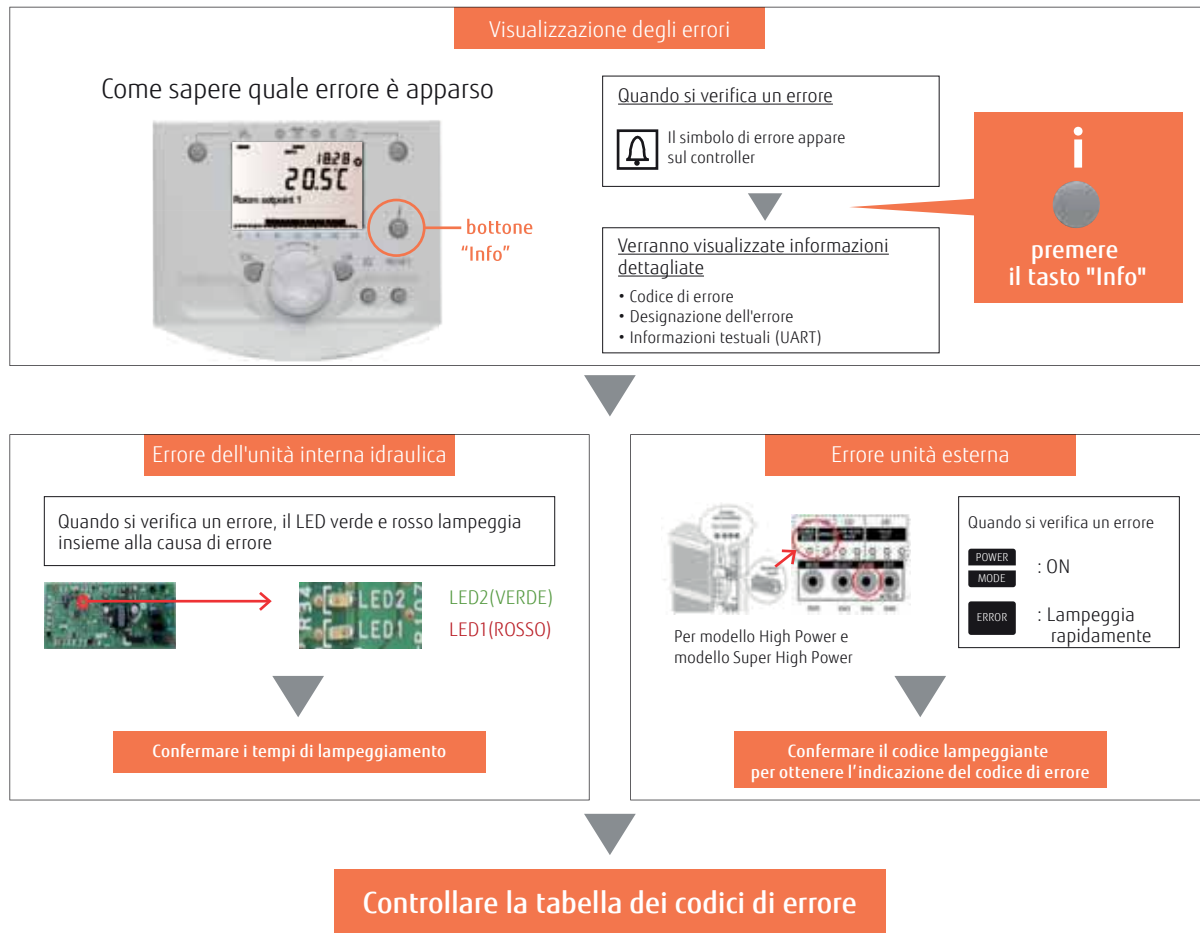 Visualizzazione degli errori
Come sapere quale errore è apparso
18:28
20.5°C
Room setpoint 1
bottone
“Info”
Quando si verifica un errore
Il simbolo di errore appare
sul controller
Verranno visualizzate informazioni
dettagliate
• Codice di errore
• Designazione dell'errore
• Informazioni testuali (UART)
i
premere
il tasto "Info"
Errore dell'unità interna idraulica
Quando si verifica un errore, il LED verde e rosso lampeggia
insieme alla causa di errore
R34
LED2
LED1
LED2(VERDE)
LED1(ROSSO)
Confermare i tempi di lampeggiamento
Errore unità esterna
Per modello High Power e
modello Super High Power
Quando si verifica un errore
POWER
MODE
: ON
ERROR
: Lampeggia
rapidamente
Confermare il codice lampeggiante
per ottenere l’indicazione del codice di errore
Controllare la tabella dei codici di errore